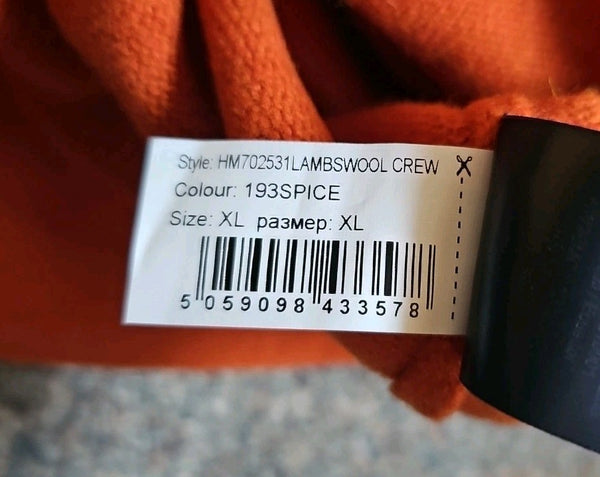 Style: HM702531LAMBSWOOL CREW
Colour: 193SPICE
Size: XL размер: XL
5 059098 433578